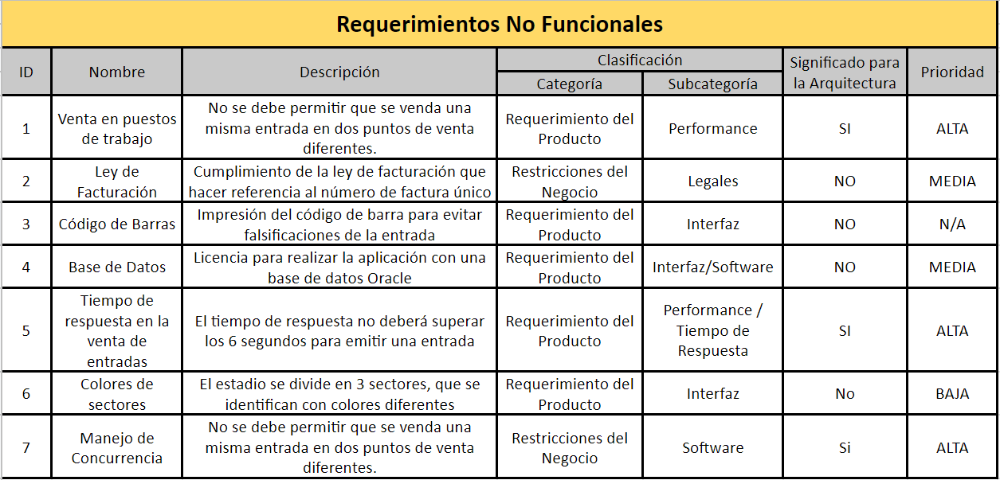 Requerimientos No Funcionales
ID
Nombre
Descripción
Clasificación
Categoría
Subcategoría
Significado para
la Arquitectura
Prioridad
1
Venta en puestos
de trabajo
No se debe permitir que se venda una
misma entrada en dos puntos de venta
diferentes.
Requerimiento del
Producto
Performance
SI
ALTA
2
Ley de
Facturación
Cumplimiento de la ley de facturación que
hacer referencia al número de factura único
Restricciones del
Negocio
Legales
NO
MEDIA
3
Código de Barras
Impresión del código de barra para evitar
falsificaciones de la entrada
Requerimiento del
Producto
Interfaz
NO
N/A
4
Base de Datos
Licencia para realizar la aplicación con una
base de datos Oracle
Requerimiento del
Producto
Interfaz/Software
NO
MEDIA
5
Tiempo de
respuesta en la
venta de
entradas
El tiempo de respuesta no deberá superar
los 6 segundos para emitir una entrada
Requerimiento del
Producto
Performance /
Tiempo de
Respuesta
SI
ALTA
6
Colores de
sectores
El estadio se divide en 3 sectores, que se
identifican con colores diferentes
Requerimiento del
Producto
Interfaz
No
BAJA
7
Manejo de
Concurrencia
No se debe permitir que se venda una
misma entrada en dos puntos de venta
diferentes.
Restricciones del
Negocio
Software
Si
ALTA